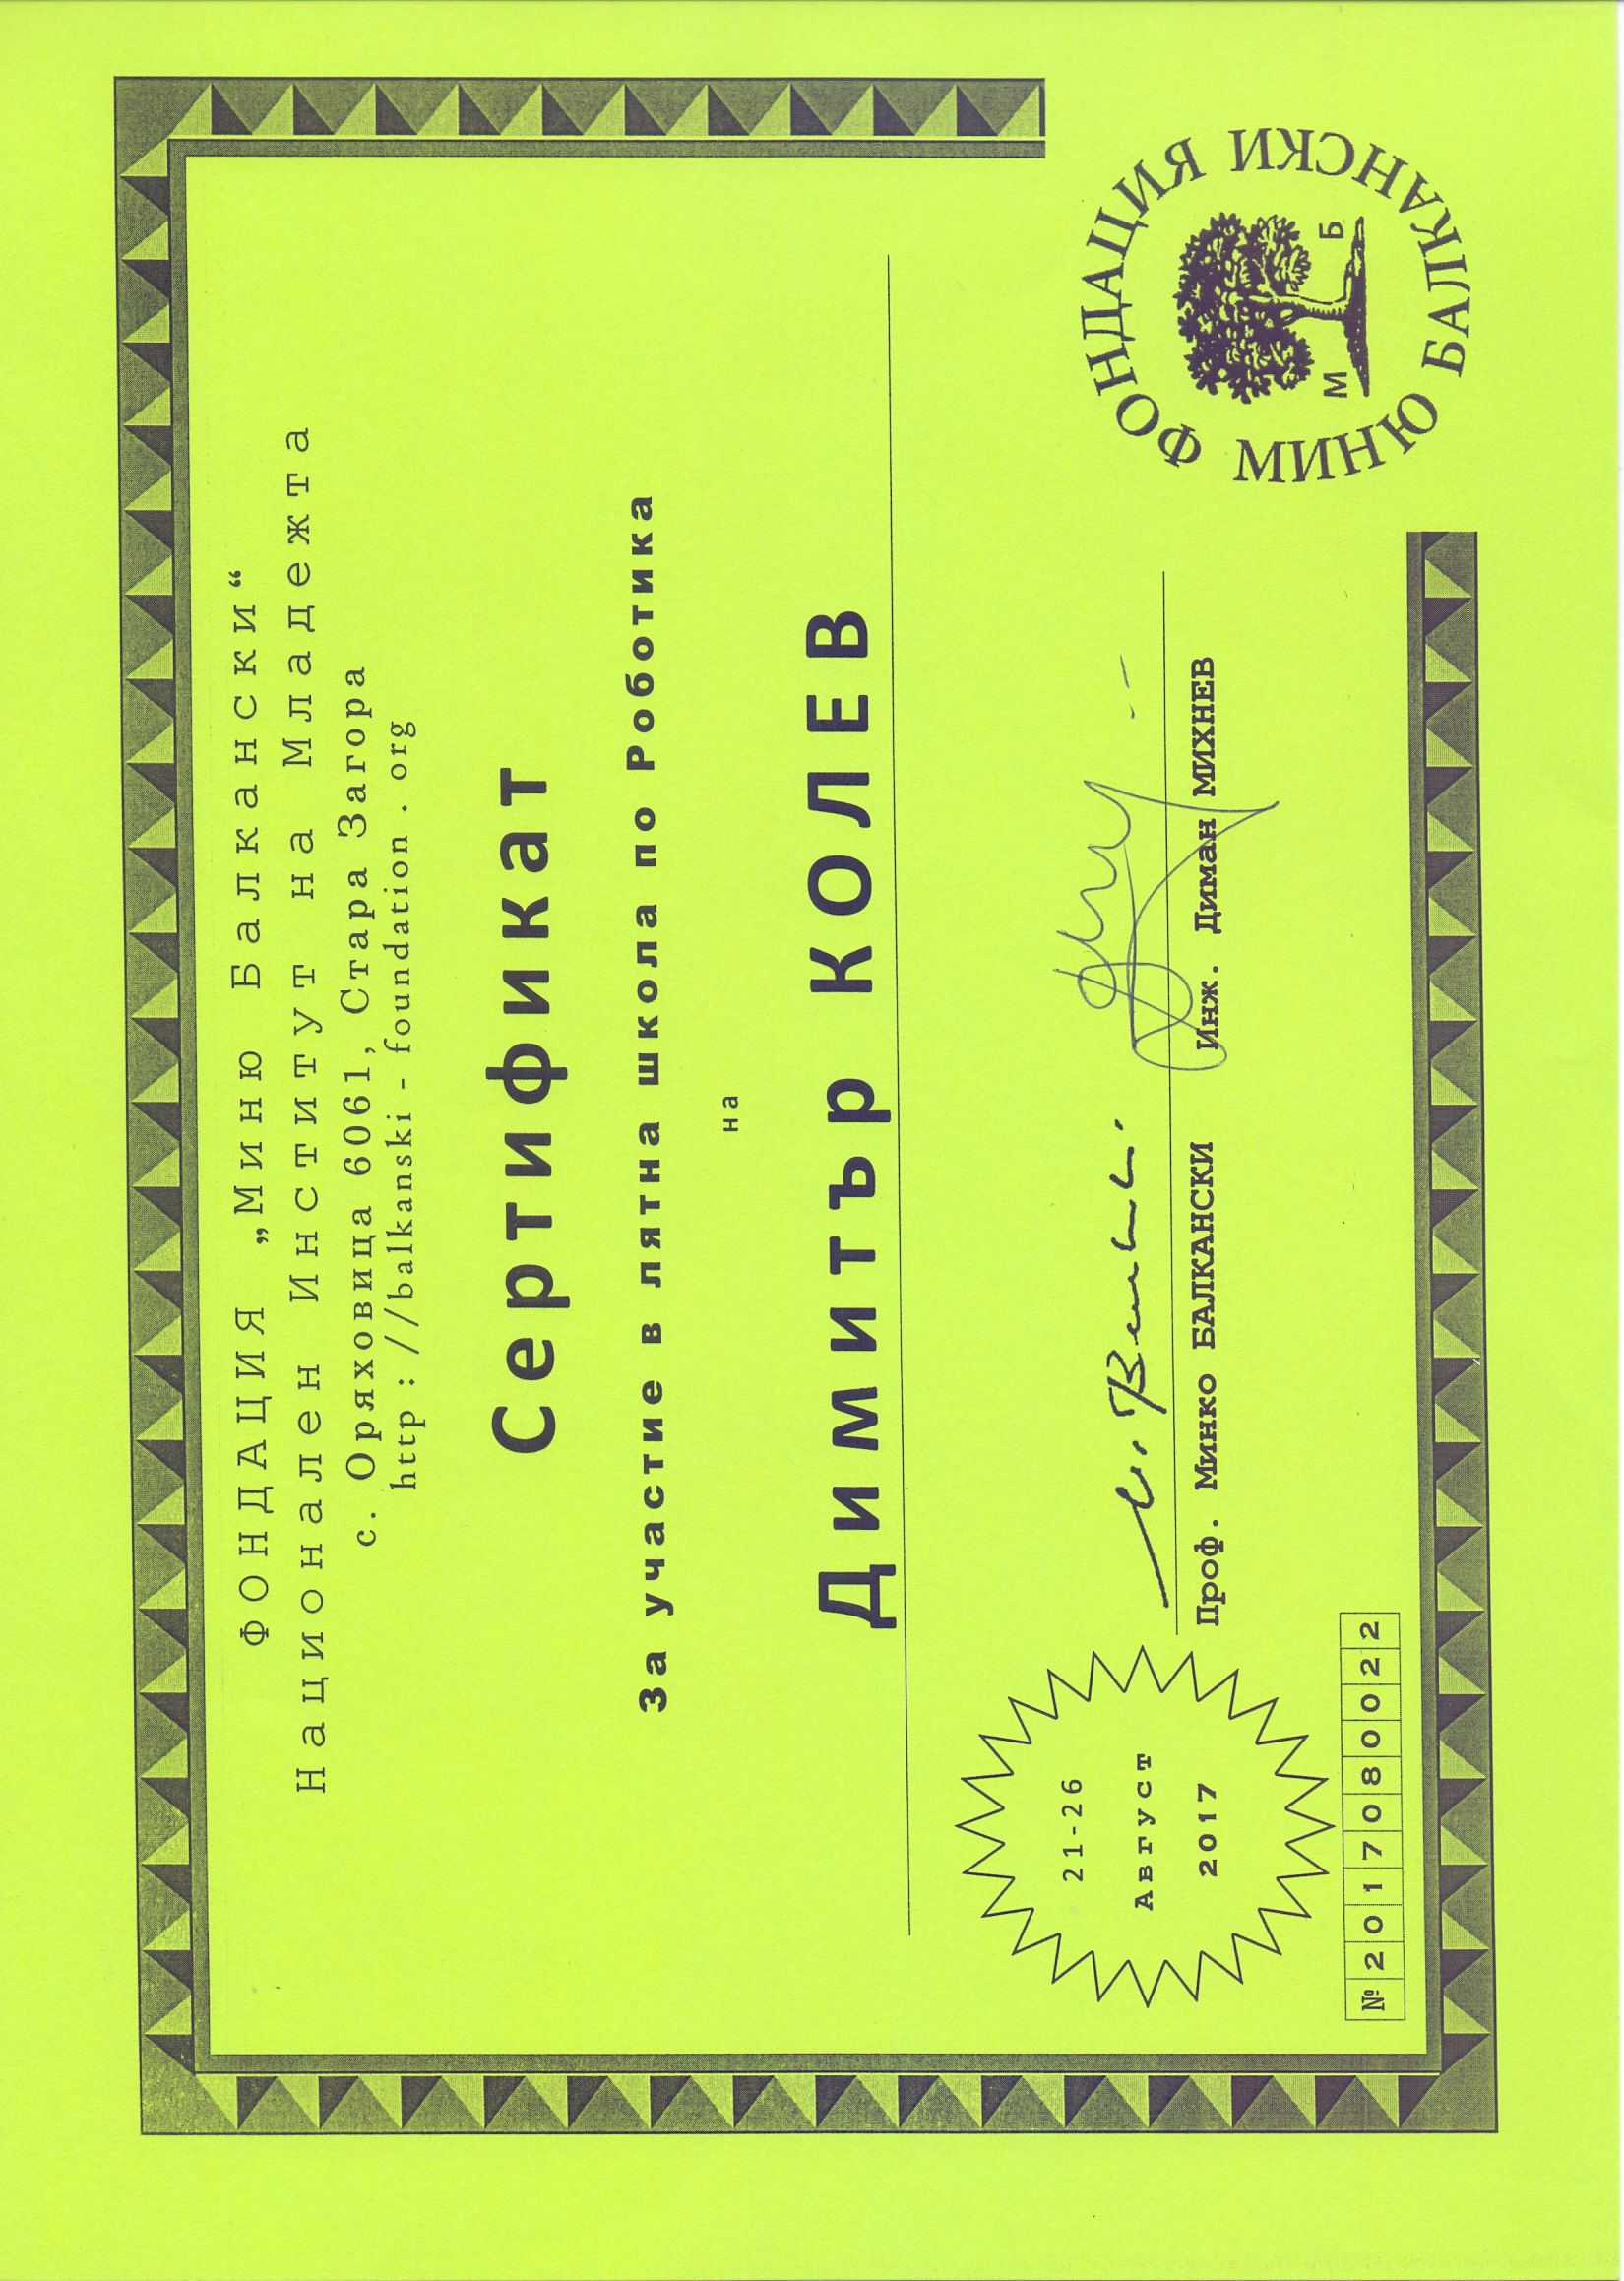 ФОНДАЦИЯ „Миню Балкански“
Национален Институт на Младежта
с. Оряховица 6061, Стара Загора
http : //balkanski - foundation . org
Сертификат
За участие в лятна школа по Роботика
на
Димитър КОЛЕВ
21-26
Август
2017
Проф. Минко БАЛКАНСКИ Инж. Диман МИХНЕВ
№ 2017080022
ФОНДАЦИЯ МИНЮ БАЛКАНСКИ
М Б